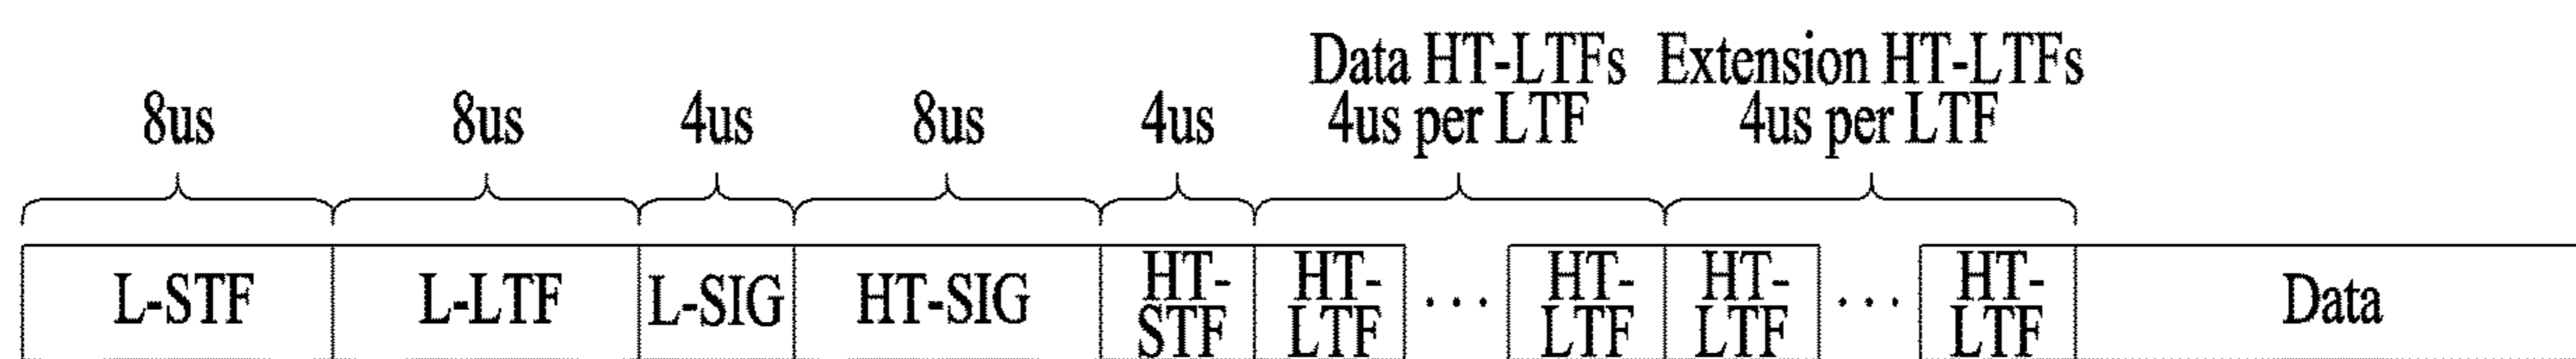 Data HT-LTFs Extension HT-LTFs
8us 8us 4us 8us 4us 4us per LTF 4us per LTF
L-STF L-LTF L-SIG HT-SIG HT- HT- ... HT- HT- ... HT- Data
STF LTF LTF LTF LTF